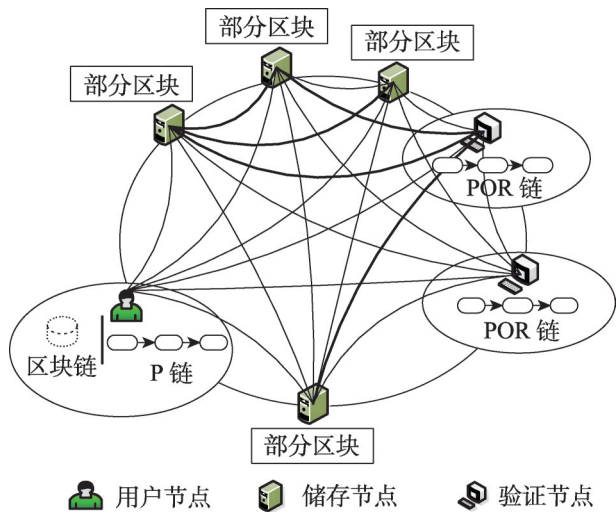 部分区块
部分区块
部分区块
POR 链
POR 链
区块链
P 链
部分区块
用户节点
储存节点
验证节点